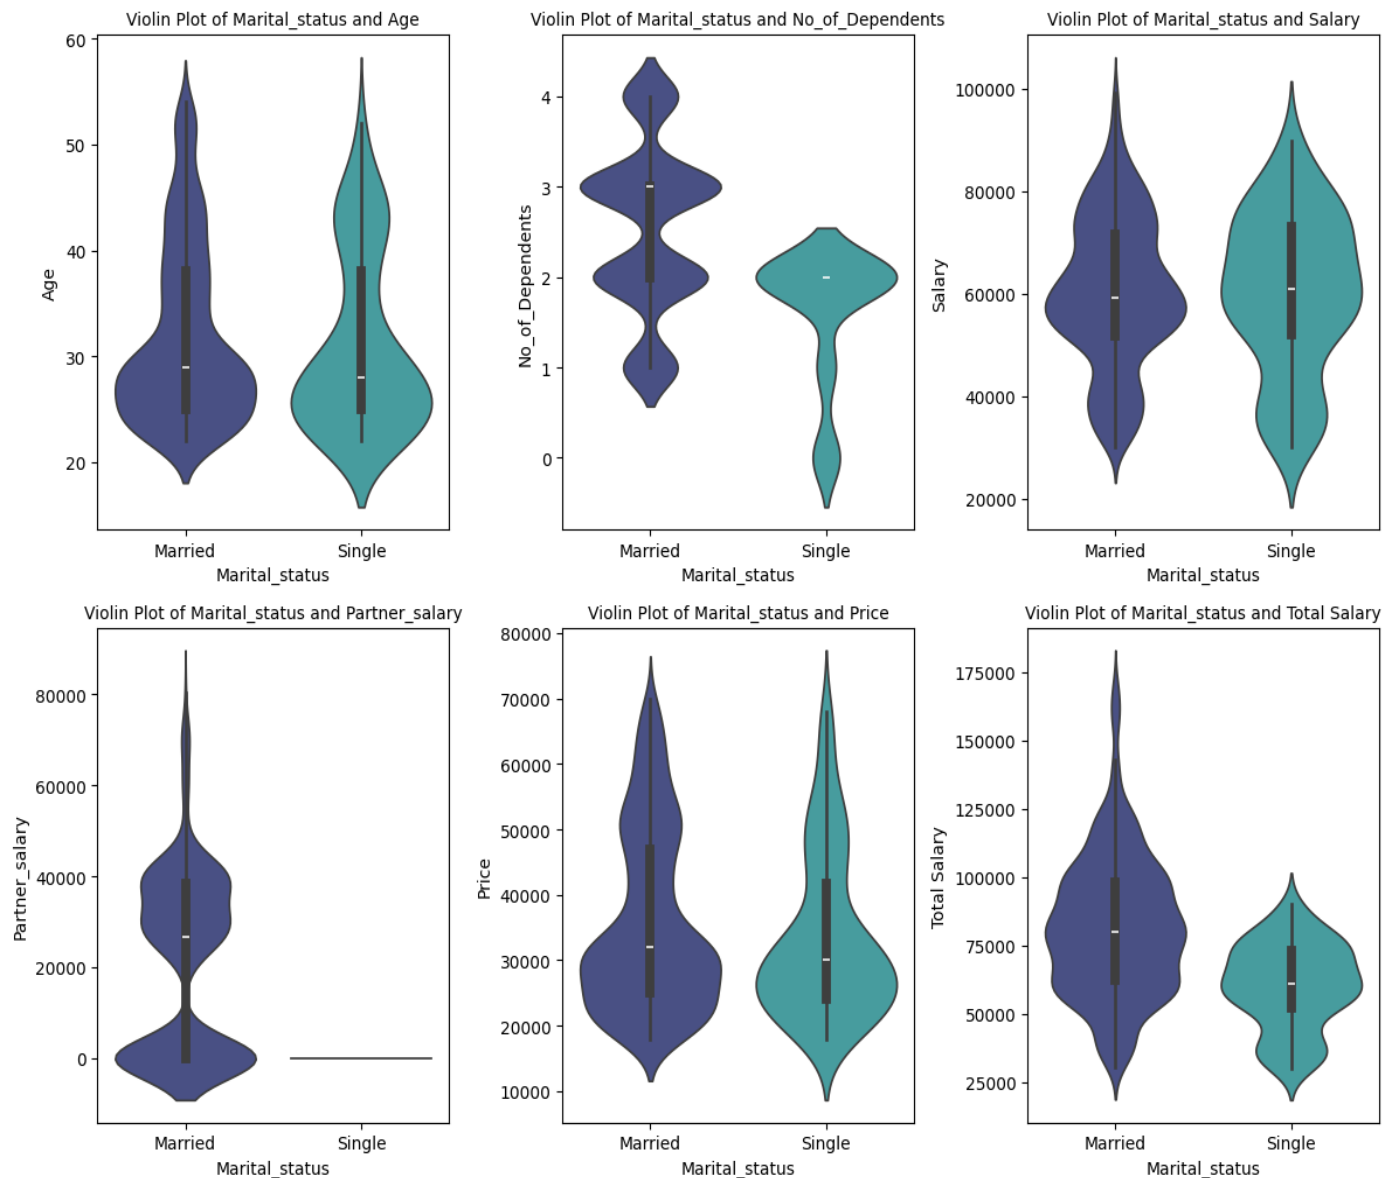 Violin Plot of Marital_status and Age
60
50
40
30
20
Age
Married Single
Marital_status
Violin Plot of Marital_status and No_of_Dependents
4
3
2
1
0
No_of_Dependents
Married Single
Marital_status
Violin Plot of Marital_status and Salary
100000
80000
60000
40000
20000
Salary
Married Single
Marital_status
Violin Plot of Marital_status and Partner_salary
80000
60000
40000
20000
0
Partner_salary
Married Single
Marital_status
Violin Plot of Marital_status and Price
80000
70000
60000
50000
40000
30000
20000
10000
Price
Married Single
Marital_status
Violin Plot of Marital_status and Total Salary
175000
150000
125000
100000
75000
50000
25000
Total Salary
Married Single
Marital_status